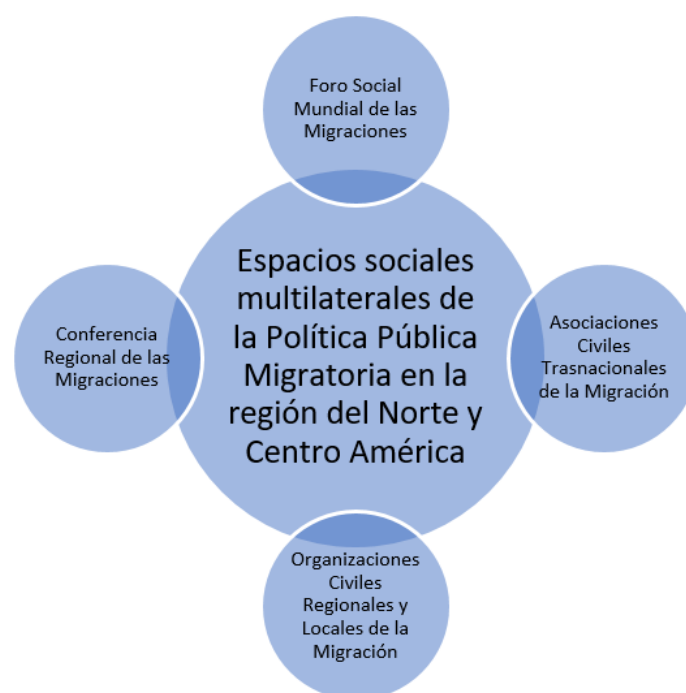 Foro Social
Mundial de las
Migraciones
Espacios sociales
multilaterales de
la Política Pública
Migratoria en la
región del Norte y
Centro América
Conferencia
Regional de las
Migraciones
Asociaciones
Civiles
Trasnacionales
de la Migración
Organizaciones
Civiles
Regionales y
Locales de la
Migración